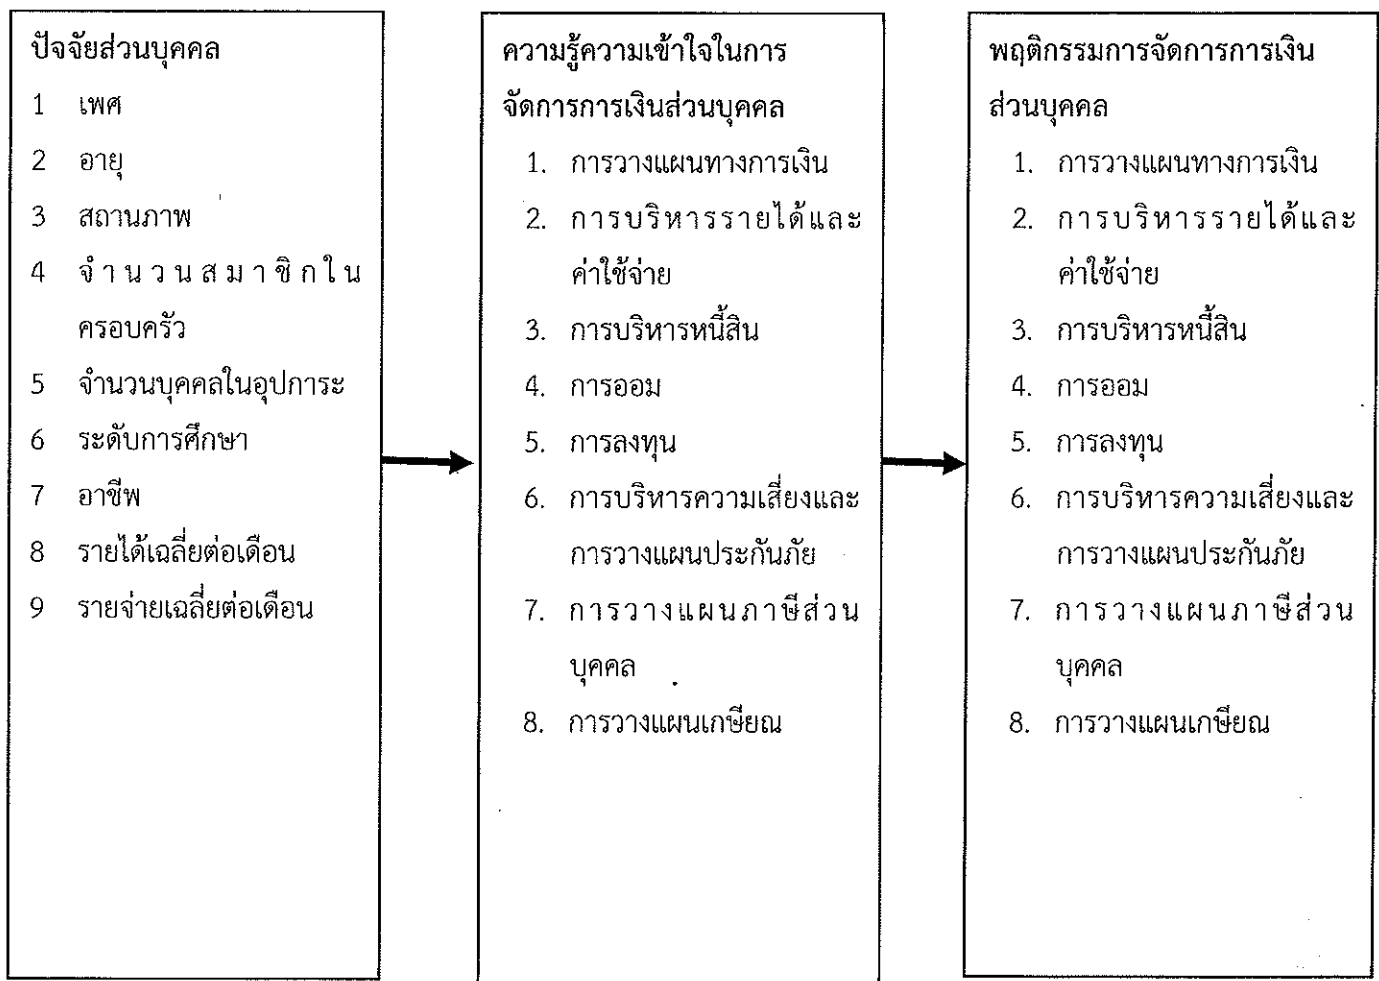 ปัจจัยส่วนบุคคล
1 เพศ
2 อายุ
3 สถานภาพ
4 จำนวนสมาชิกใน
ครอบครัว
5 จำนวนบุคคลในอุปการะ
6 ระดับการศึกษา
7 อาชีพ
8 รายได้เฉลี่ยต่อเดือน
9 รายจ่ายเฉลี่ยต่อเดือน
ความรู้ความเข้าใจในการ
จัดการการเงินส่วนบุคคล
1. การวางแผนทางการเงิน
2. การบริหารรายได้และ
ค่าใช้จ่าย
3. การบริหารหนี้สิน
4. การออม
5. การลงทุน
6. การบริหารความเสี่ยงและ
การวางแผนประกันภัย
7. การวางแผนภาษีส่วน
บุคคล
8. การวางแผนเกษียณ
พฤติกรรมการจัดการการเงิน
ส่วนบุคคล
1. การวางแผนทางการเงิน
2. การบริหารรายได้และ
ค่าใช้จ่าย
3. การบริหารหนี้สิน
4. การออม
5. การลงทุน
6. การบริหารความเสี่ยงและ
การวางแผนประกันภัย
7. การวางแผนภาษีส่วน
บุคคล
8. การวางแผนเกษียณ